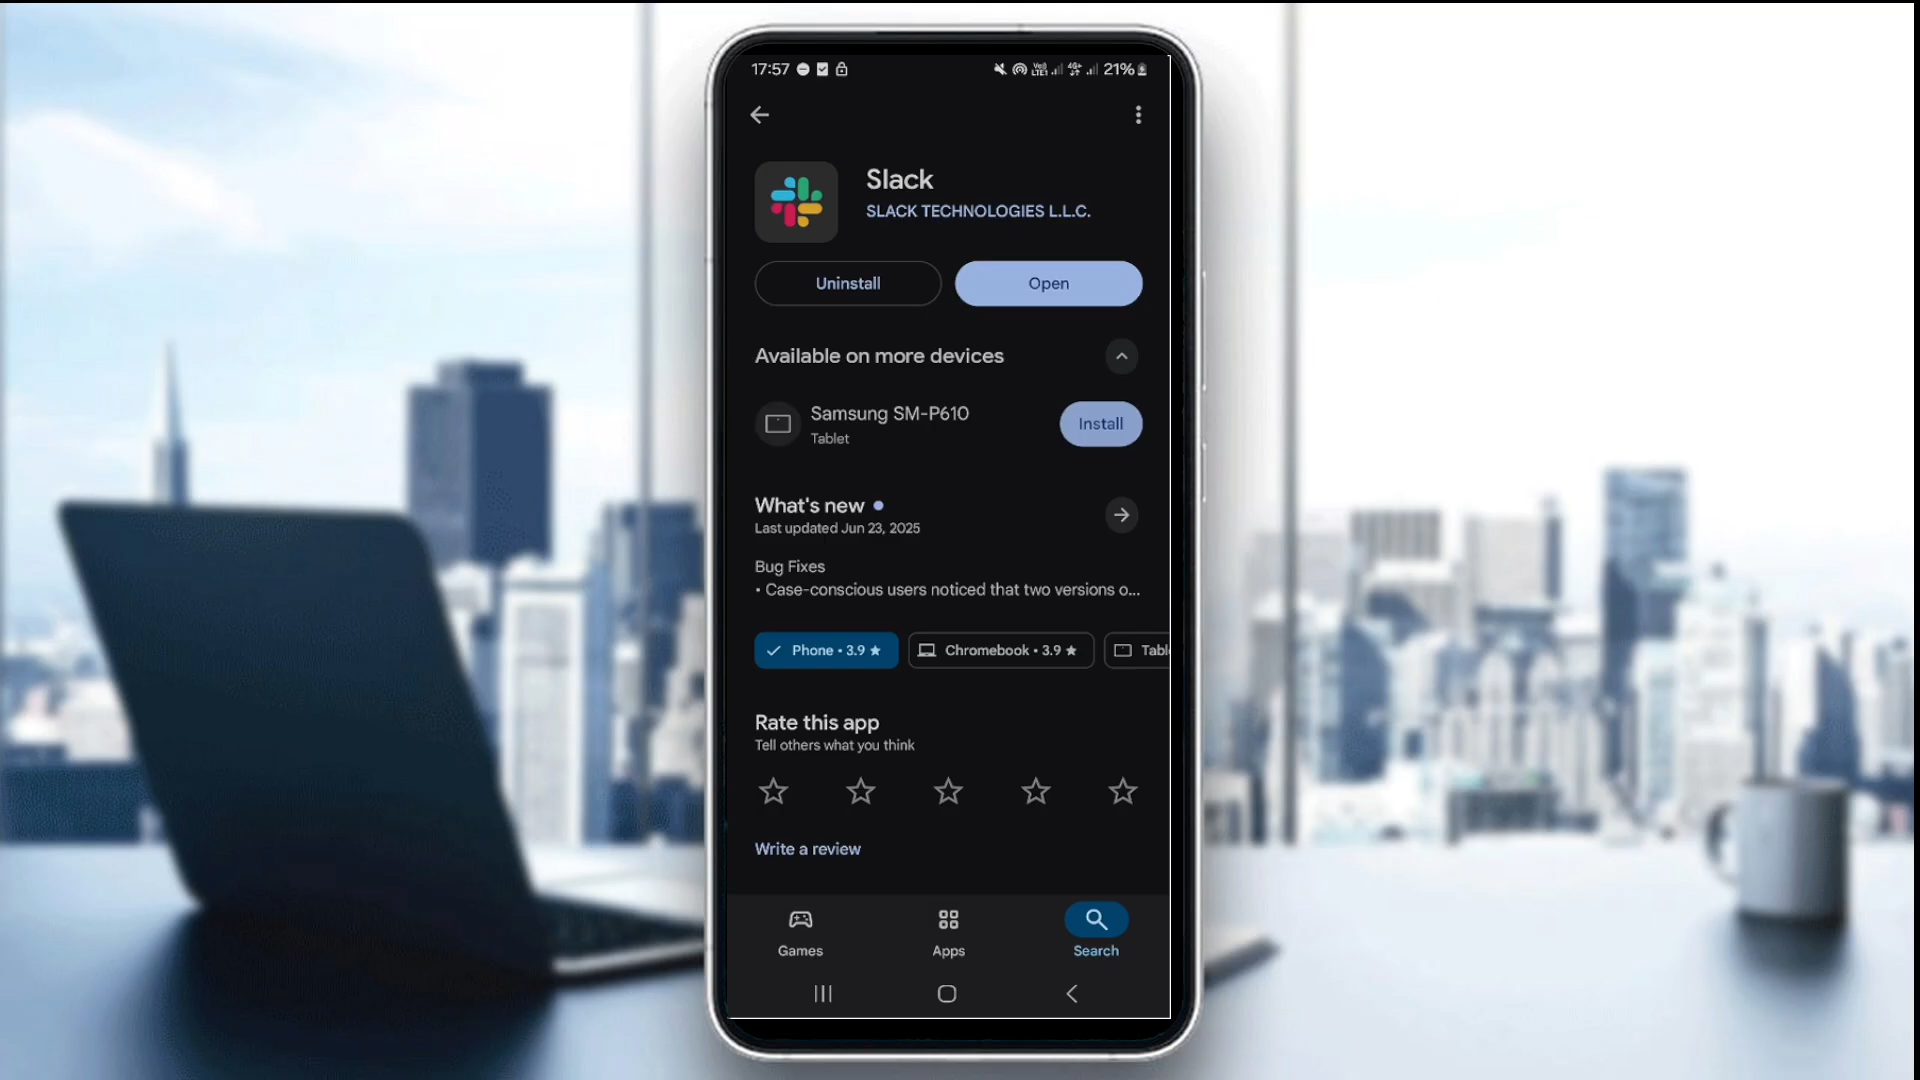 17:57 21%
Slack
SLACK TECHNOLOGIES L.L.C.
Uninstall Open
Available on more devices
Samsung SM-P610
Tablet
Install
What's new
Last updated Jun 23, 2025
Bug Fixes
• Case-conscious users noticed that two versions o...
Phone • 3.9 ★ Chromebook • 3.9 ★ Tabl
Rate this app
Tell others what you think
Write a review
Games Apps Search